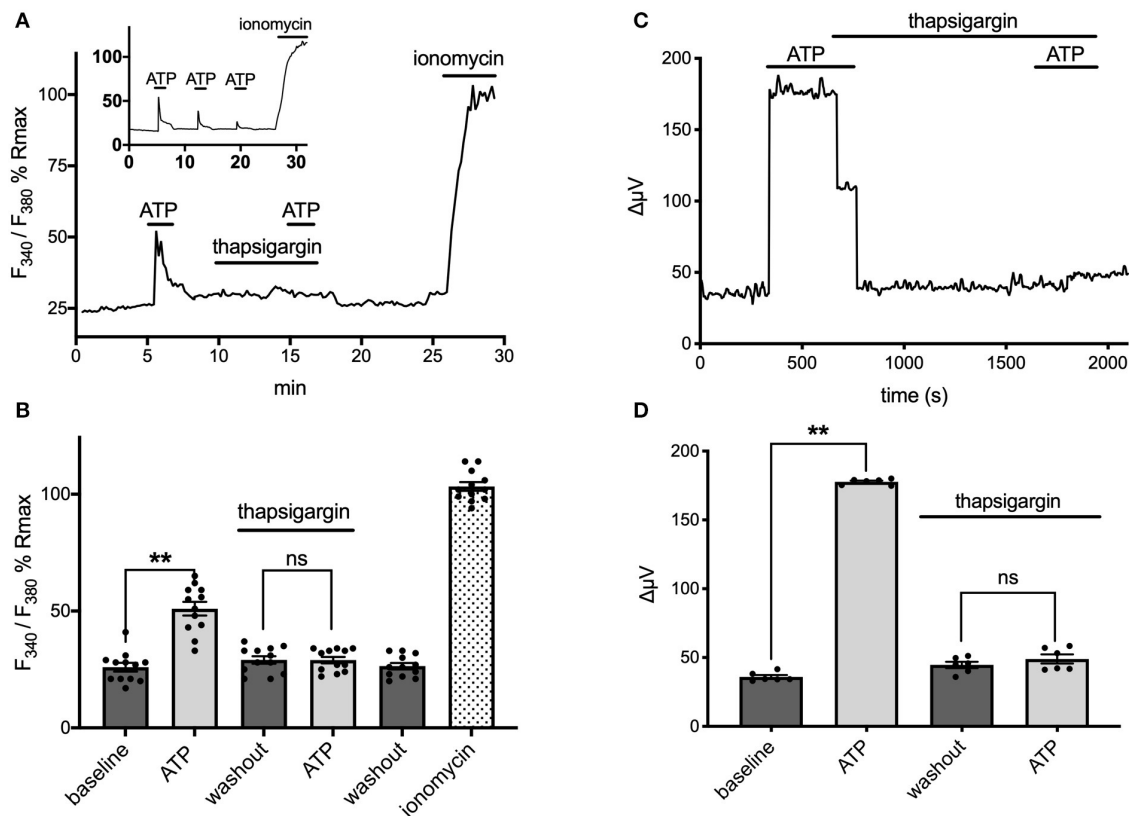 A
ionomycin
100
ATP ATP ATP
50
0
0 10 20 30
ionomycin
F340 / F380 % Rmax
100
75
50
25
ATP
ATP
thapsigargin
0 5 10 15 20 25 30
min
B
F340 / F380 % Rmax
100
50
0
**
thapsigargin
ns
baseline ATP washout ATP washout ionomycin
C
thapsigargin
ATP
ATP
ΔµV
200
150
100
50
0
0 500 1000 1500 2000
time (s)
D
ΔµV
200
150
100
50
0
**
thapsigargin
ns
baseline ATP washout ATP